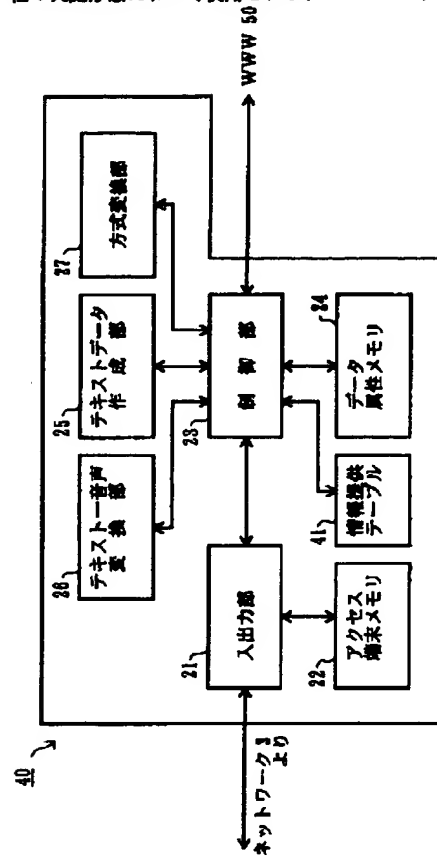 40
26
テキスト−音声
変 換 部
25
テキストデータ
作 成 部
27
方式変換部
21
入出力部
23
制 御 部
WWW 50
ネットワーク3
より
22
アクセス
端末メモリ
41
情報提供
テーブル
24
データ
属性メモリ